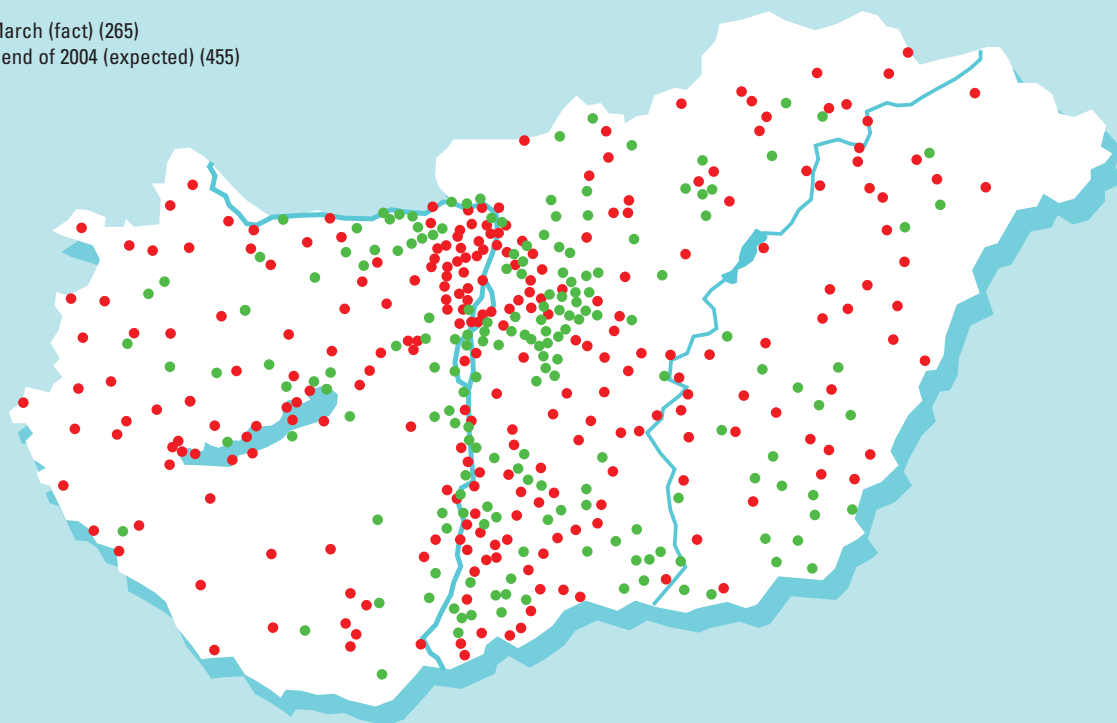 March (fact) (265)
end of 2004 (expected) (455)